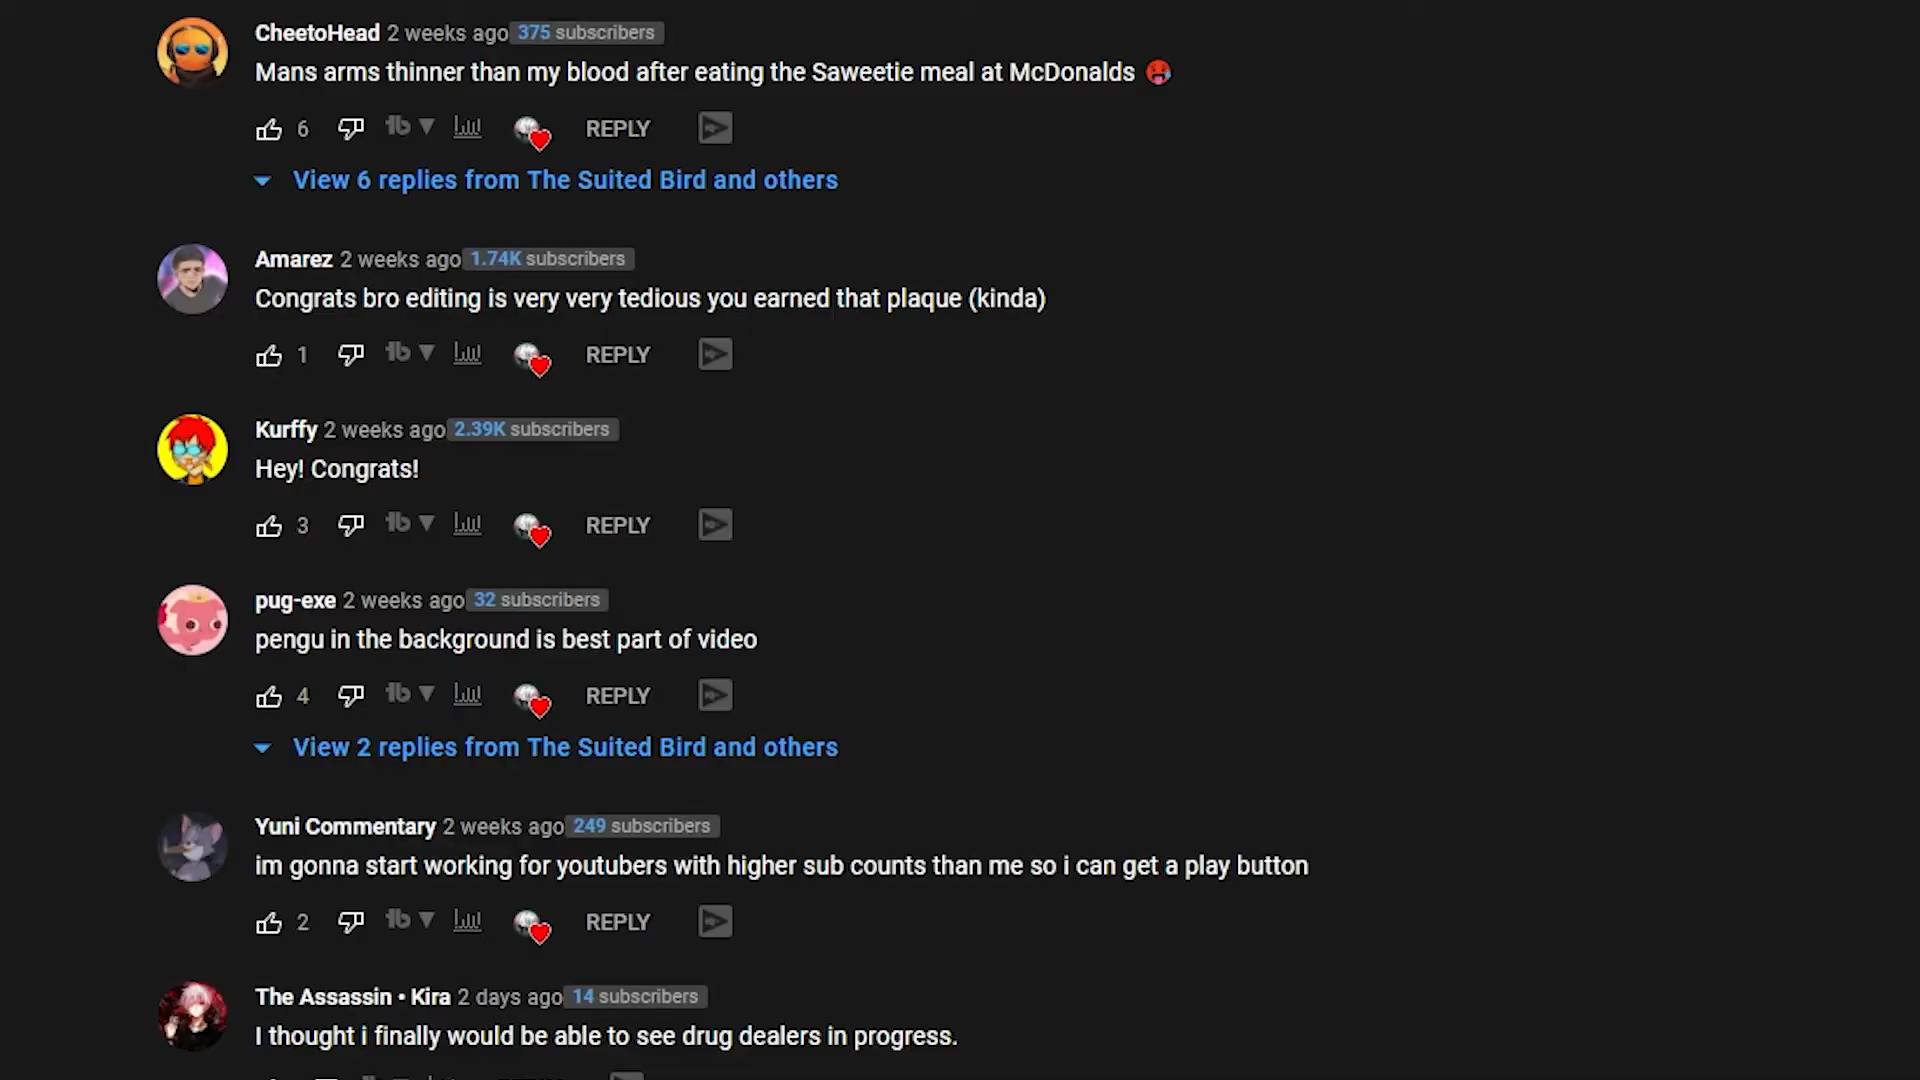 CheetoHead 2 weeks ago 375 subscribers
Mans arms thinner than my blood after eating the Saweetie meal at McDonalds 🥵
6 REPLY
View 6 replies from The Suited Bird and others
Amarez 2 weeks ago 1.74K subscribers
Congrats bro editing is very very tedious you earned that plaque (kinda)
1 REPLY
Kurffy 2 weeks ago 2.39K subscribers
Hey! Congrats!
3 REPLY
pug-exe 2 weeks ago 32 subscribers
pengu in the background is best part of video
4 REPLY
View 2 replies from The Suited Bird and others
Yuni Commentary 2 weeks ago 249 subscribers
im gonna start working for youtubers with higher sub counts than me so i can get a play button
2 REPLY
The Assassin • Kira 2 days ago 14 subscribers
I thought i finally would be able to see drug dealers in progress.